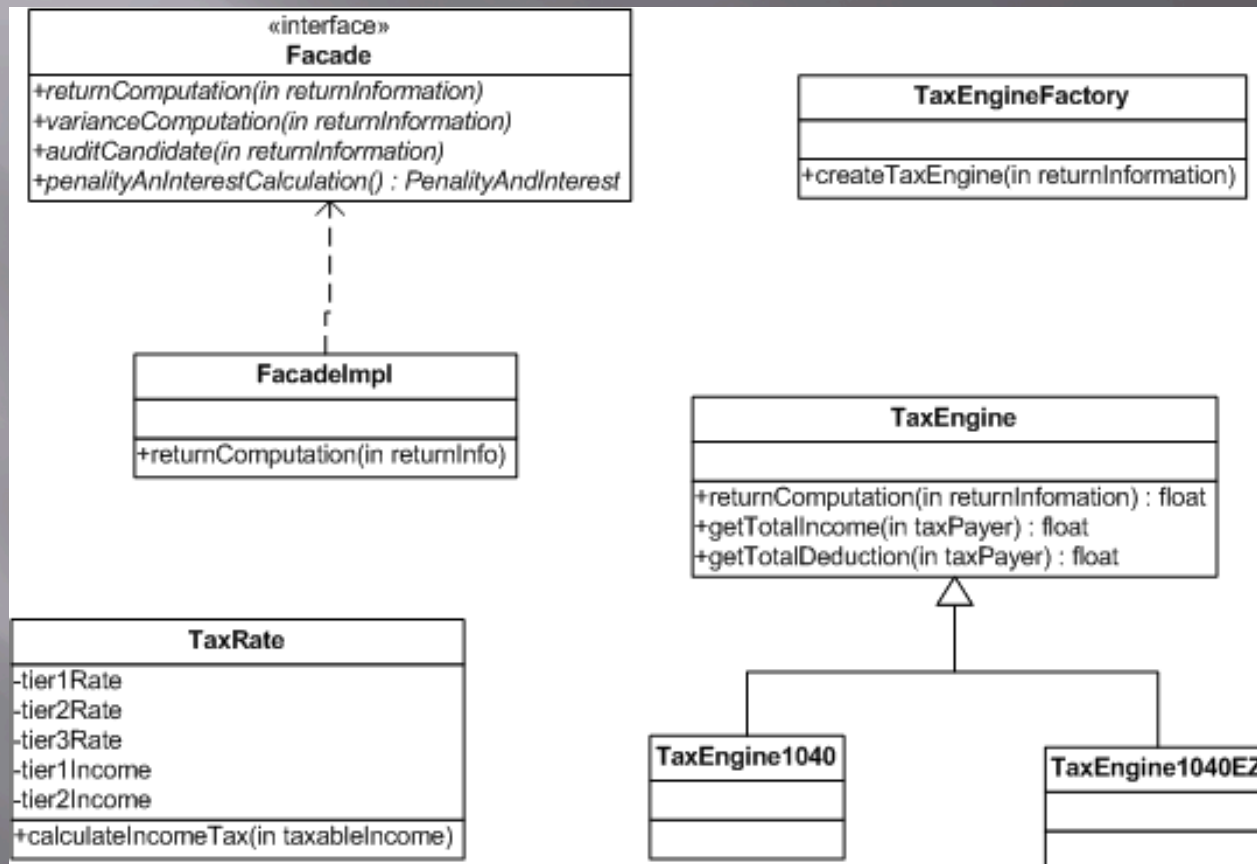 «interface»
Facade
+returnComputation(in returnInformation)
+varianceComputation(in returnInformation)
+auditCandidate(in returnInformation)
+penalityAnInterestCalculation() : PenalityAndInterest
TaxEngineFactory
+createTaxEngine(in returnInformation)
r
FacadeImpl
+returnComputation(in returnInfo)
TaxEngine
+returnComputation(in returnInfomation) : float
+getTotalIncome(in taxPayer) : float
+getTotalDeduction(in taxPayer) : float
TaxRate
-tier1Rate
-tier2Rate
-tier3Rate
-tier1Income
-tier2Income
+calculateIncomeTax(in taxableIncome)
TaxEngine1040
TaxEngine1040EZ